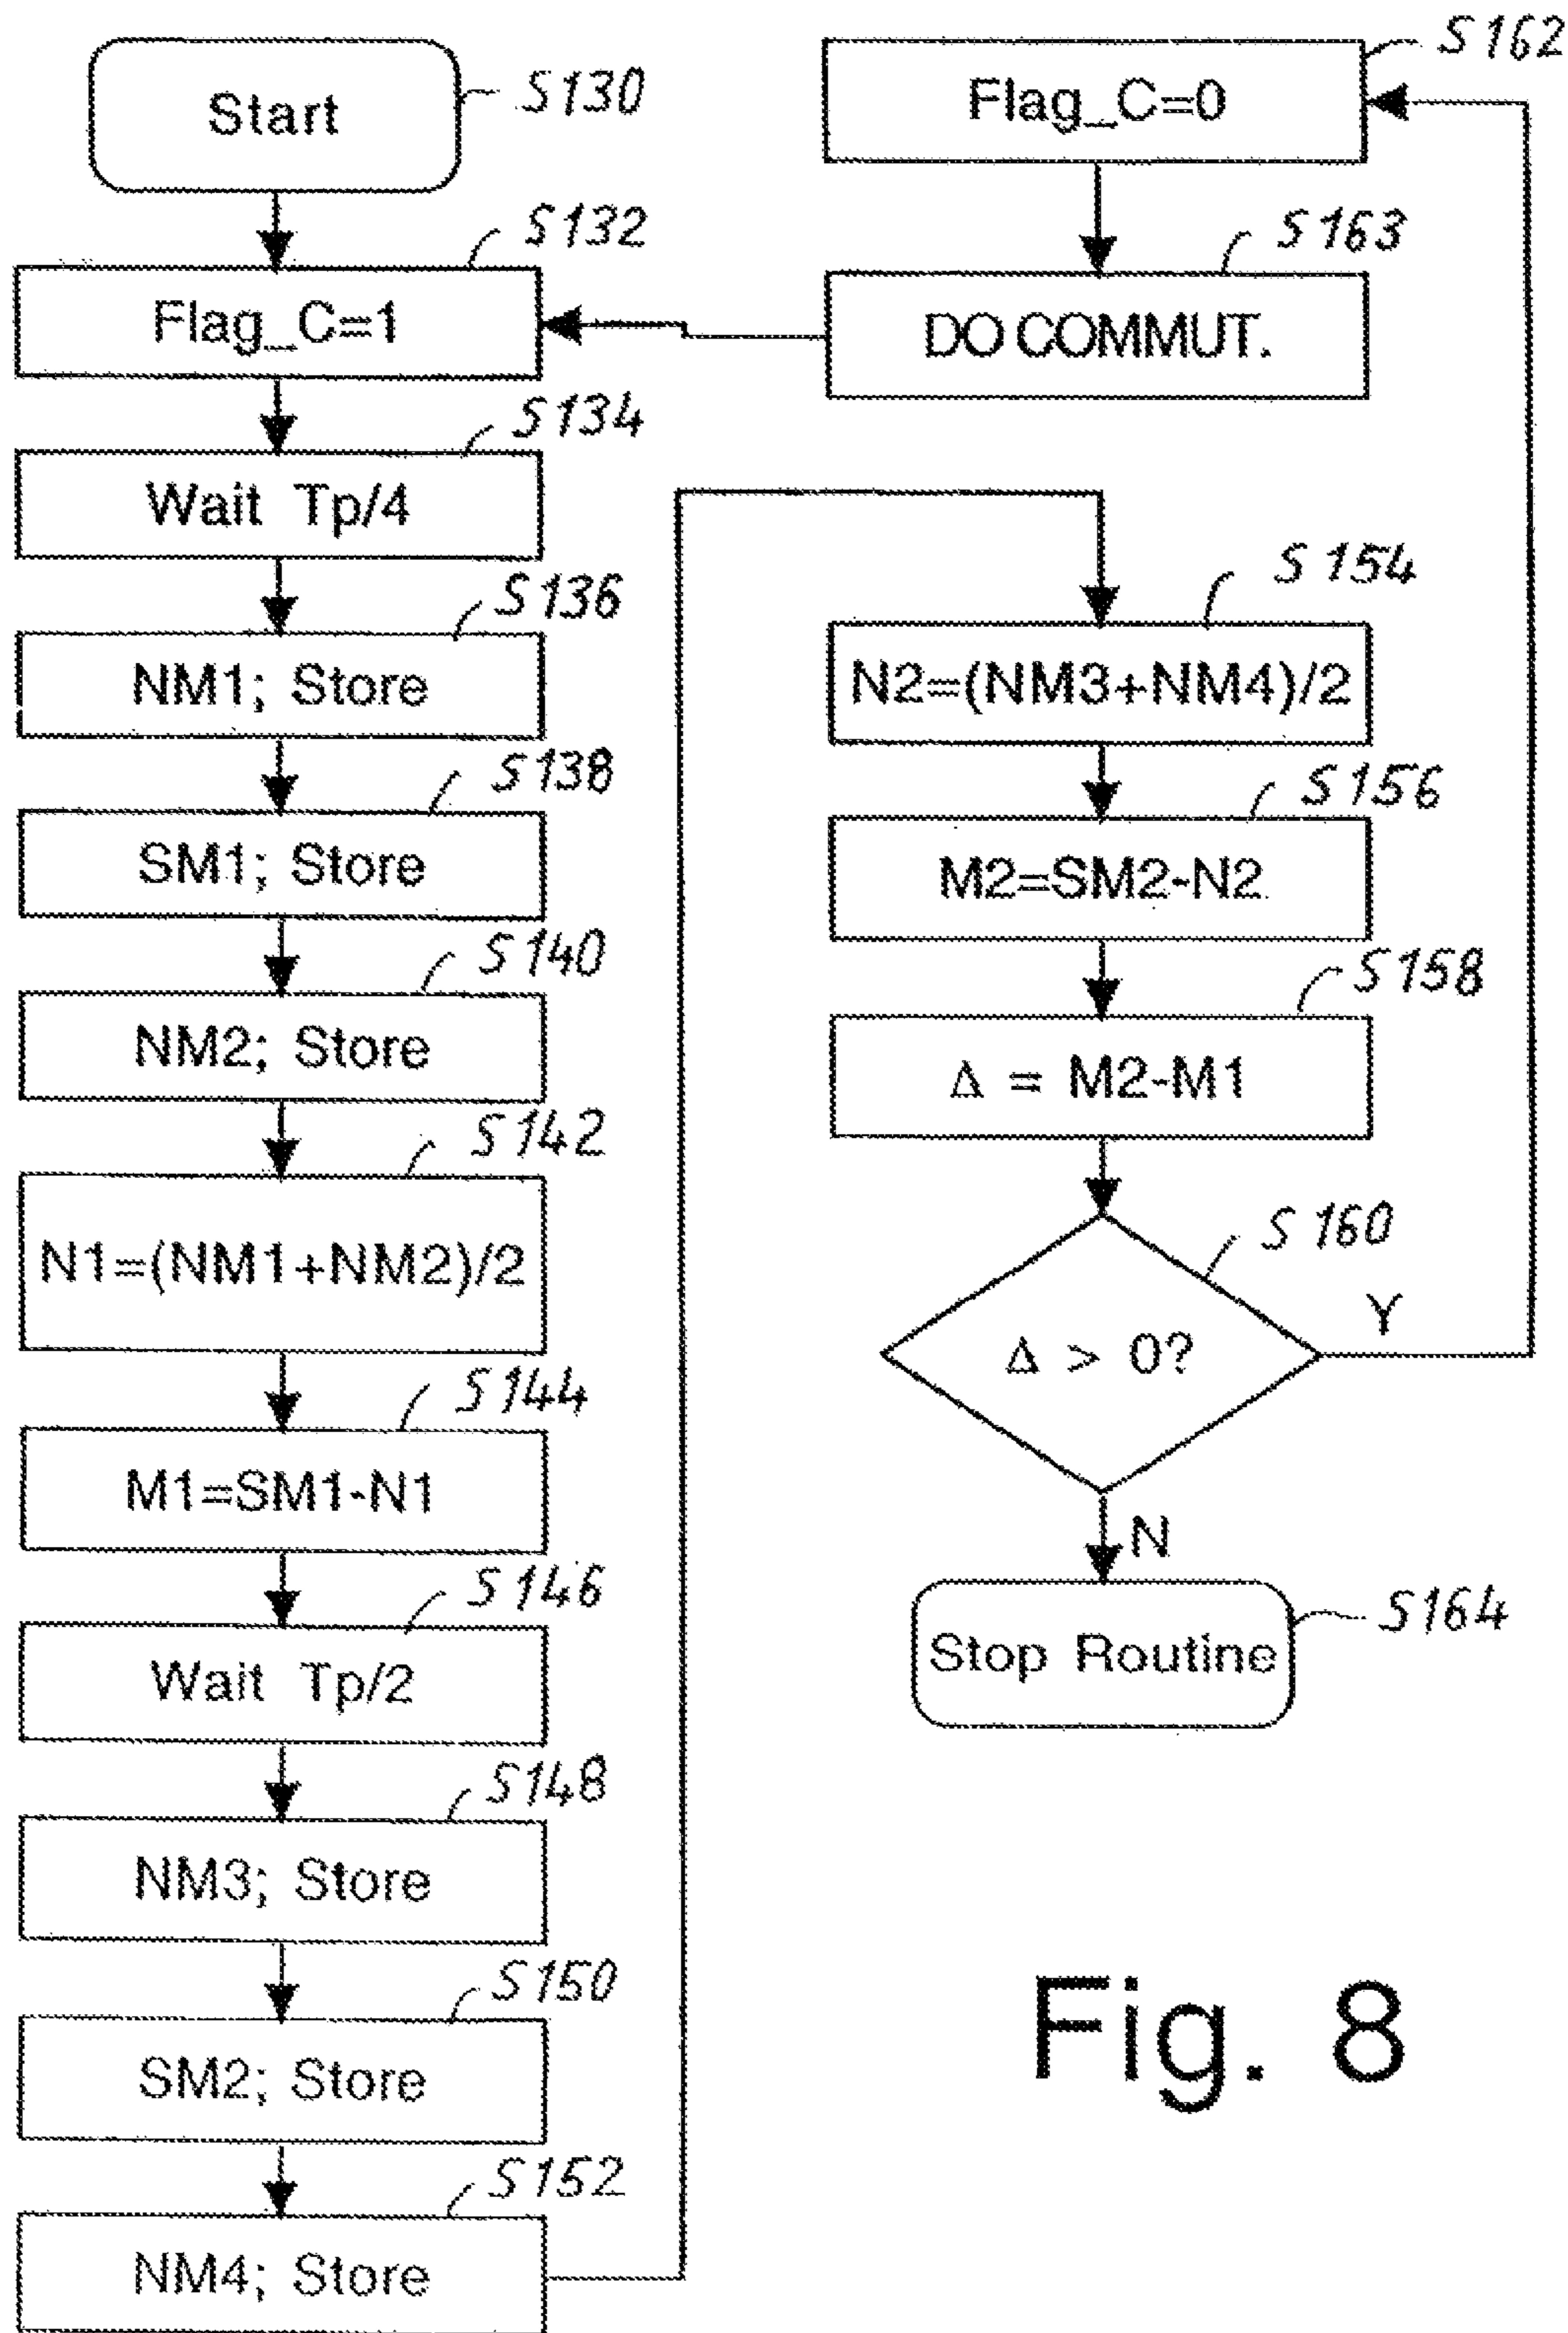 Start
S130
S132
Flag_C=1
S134
Wait Tp/4
S136
NM1; Store
S138
SM1; Store
S140
NM2; Store
S142
N1=(NM1+NM2)/2
S144
M1=SM1-N1
S146
Wait Tp/2
S148
NM3; Store
S150
SM2; Store
S152
NM4; Store
S162
Flag_C=0
S163
DO COMMUT.
S154
N2=(NM3+NM4)/2
S156
M2=SM2-N2
S158
Δ = M2-M1
S160
Δ > 0?
Y
N
Stop Routine
S164
Fig. 8